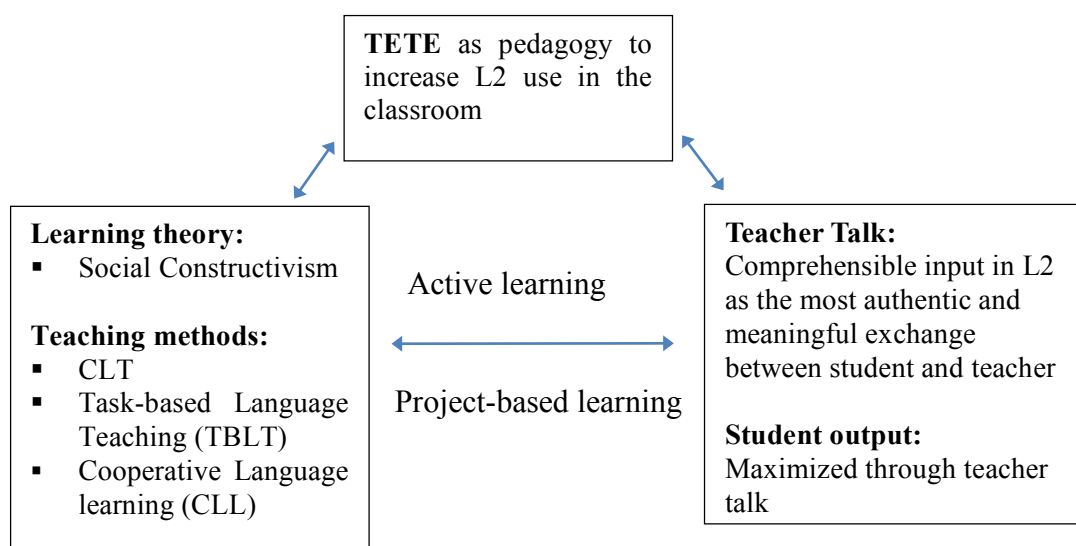 TETE as pedagogy to
increase L2 use in the
classroom
Learning theory:
▪ Social Constructivism
Teaching methods:
▪ CLT
▪ Task-based Language
Teaching (TBLT)
▪ Cooperative Language
learning (CLL)
Active learning
Project-based learning
Teacher Talk:
Comprehensible input in L2
as the most authentic and
meaningful exchange
between student and teacher
Student output:
Maximized through teacher
talk